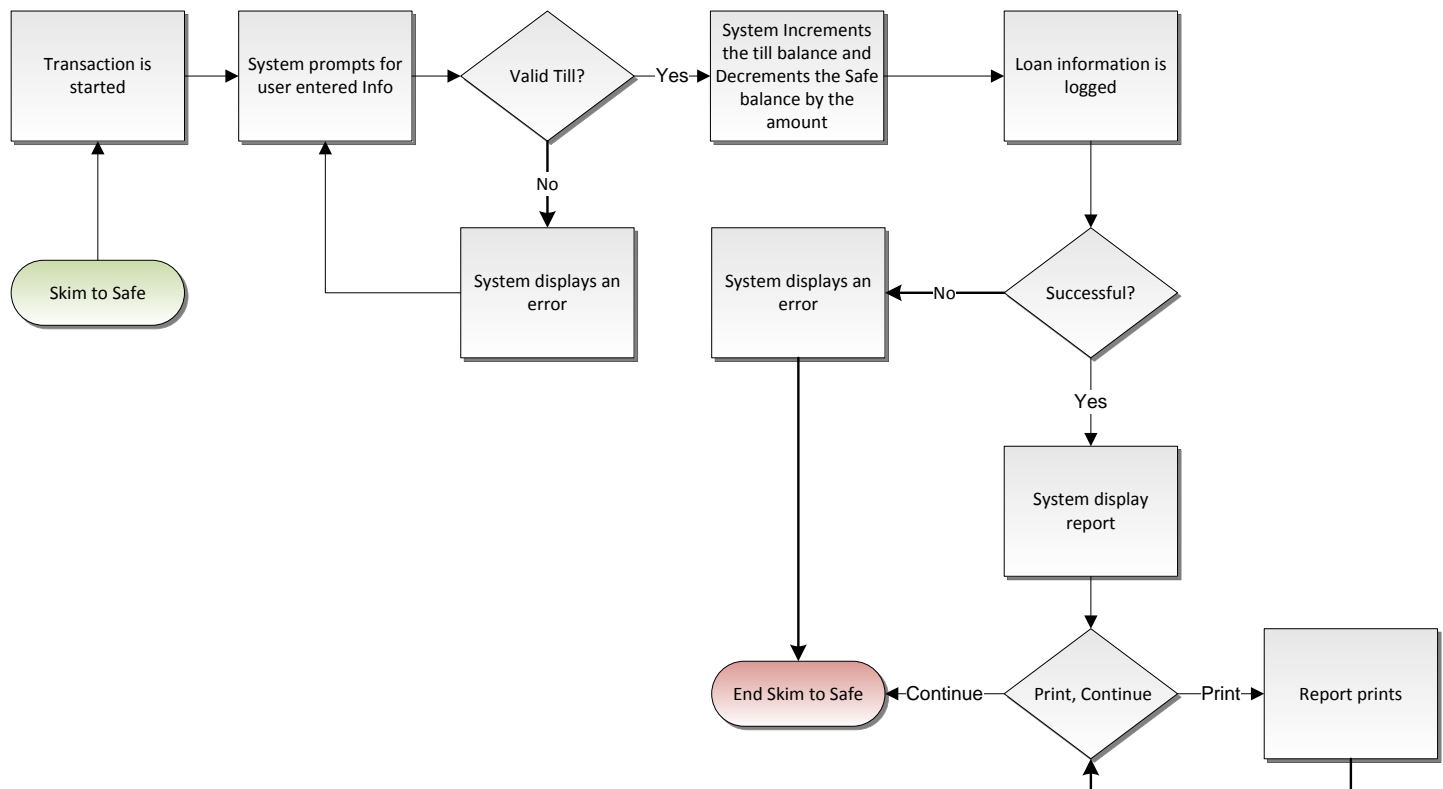 Transaction is
started
System prompts for
user entered Info
Valid Till?
Yes
System Increments
the till balance and
Decrements the Safe
balance by the
amount
Loan information is
logged
No
Skim to Safe
System displays an
error
System displays an
error
No
Successful?
Yes
System display
report
End Skim to Safe
Continue
Print, Continue
Print
Report prints